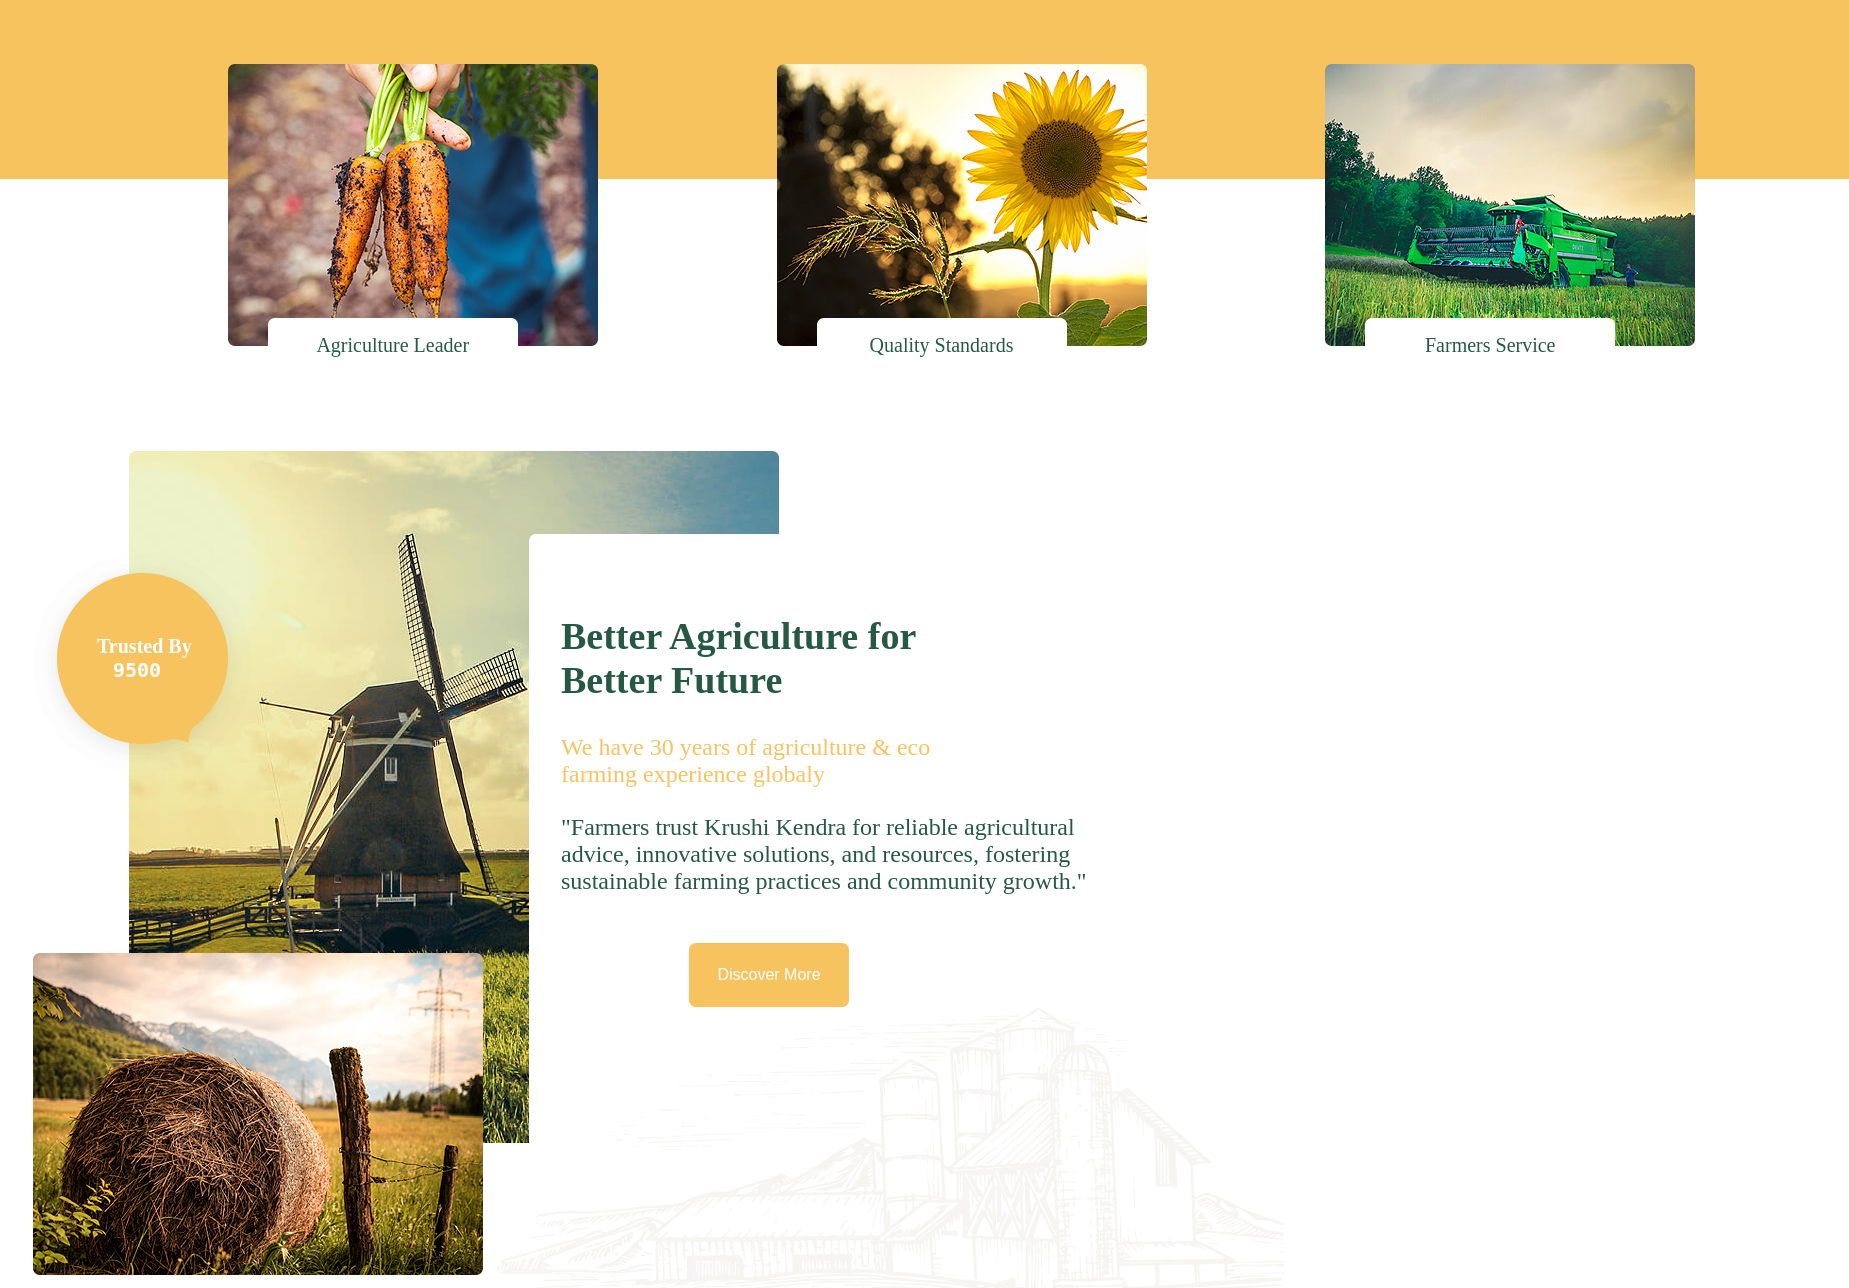 Agriculture Leader
Quality Standards
Farmers Service
Trusted By
9500
Better Agriculture for
Better Future
We have 30 years of agriculture & eco
farming experience globaly
"Farmers trust Krushi Kendra for reliable agricultural
advice, innovative solutions, and resources, fostering
sustainable farming practices and community growth."
Discover More